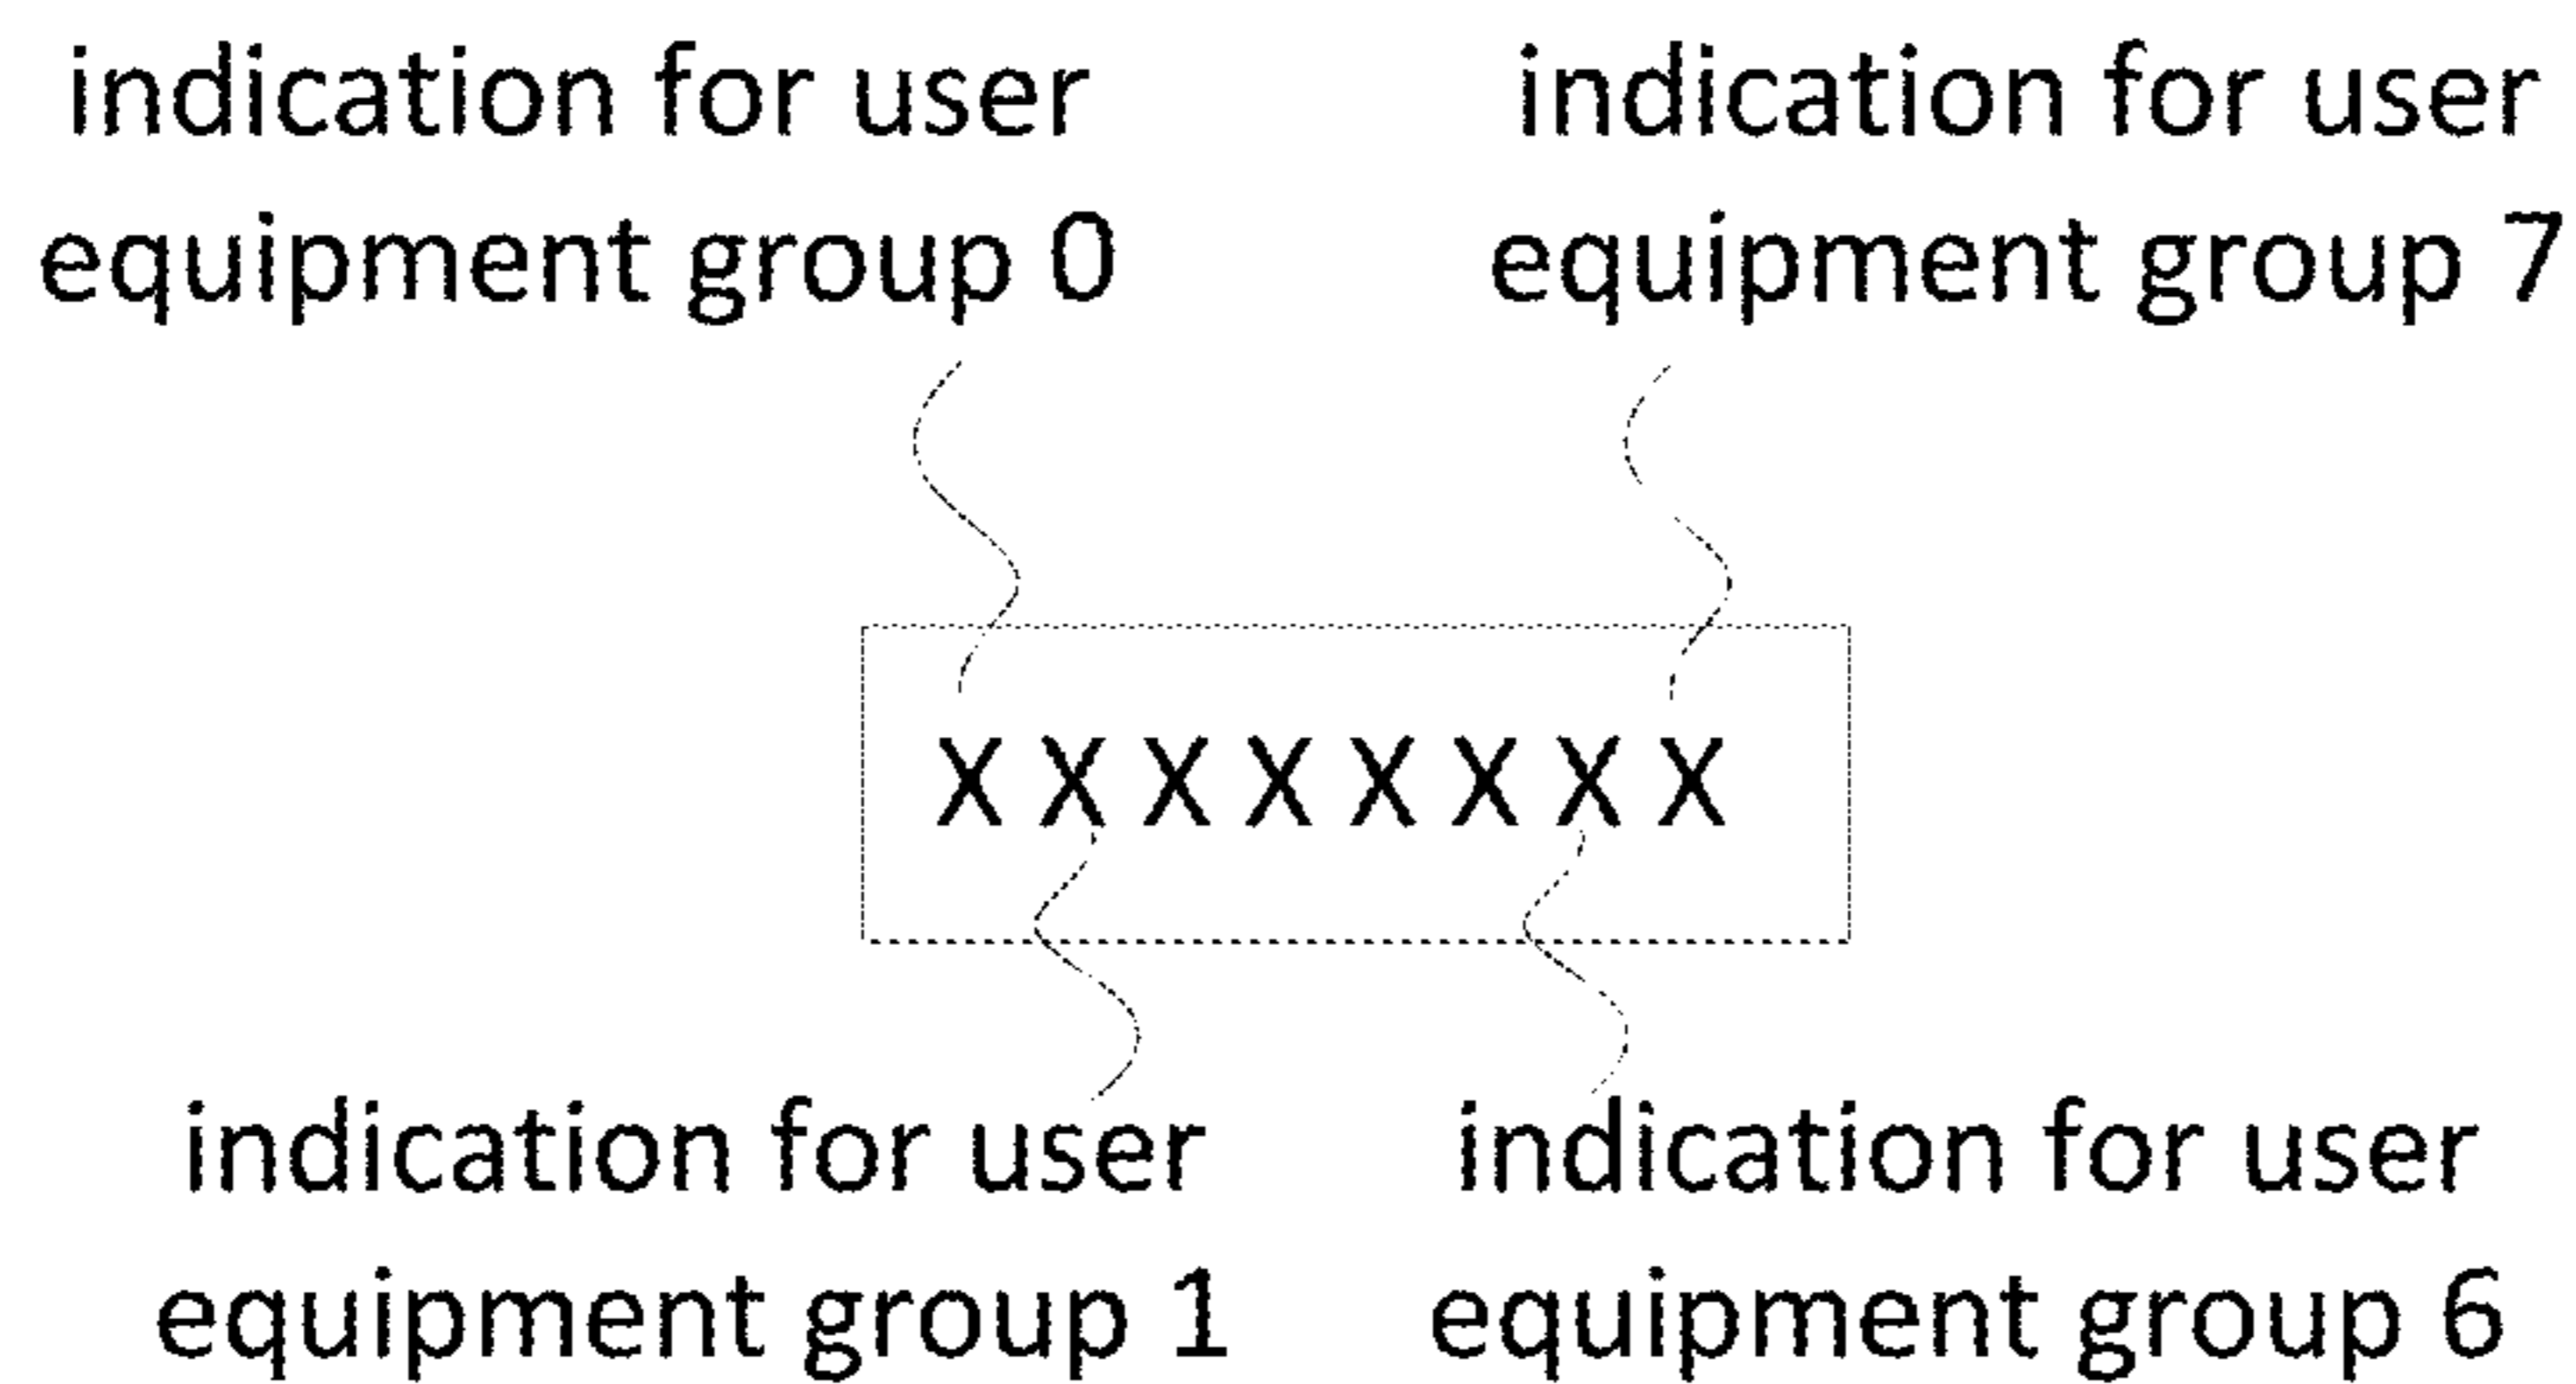 indication for user
equipment group 0
indication for user
equipment group 7
X X X X X X X X
indication for user
equipment group 1
indication for user
equipment group 6